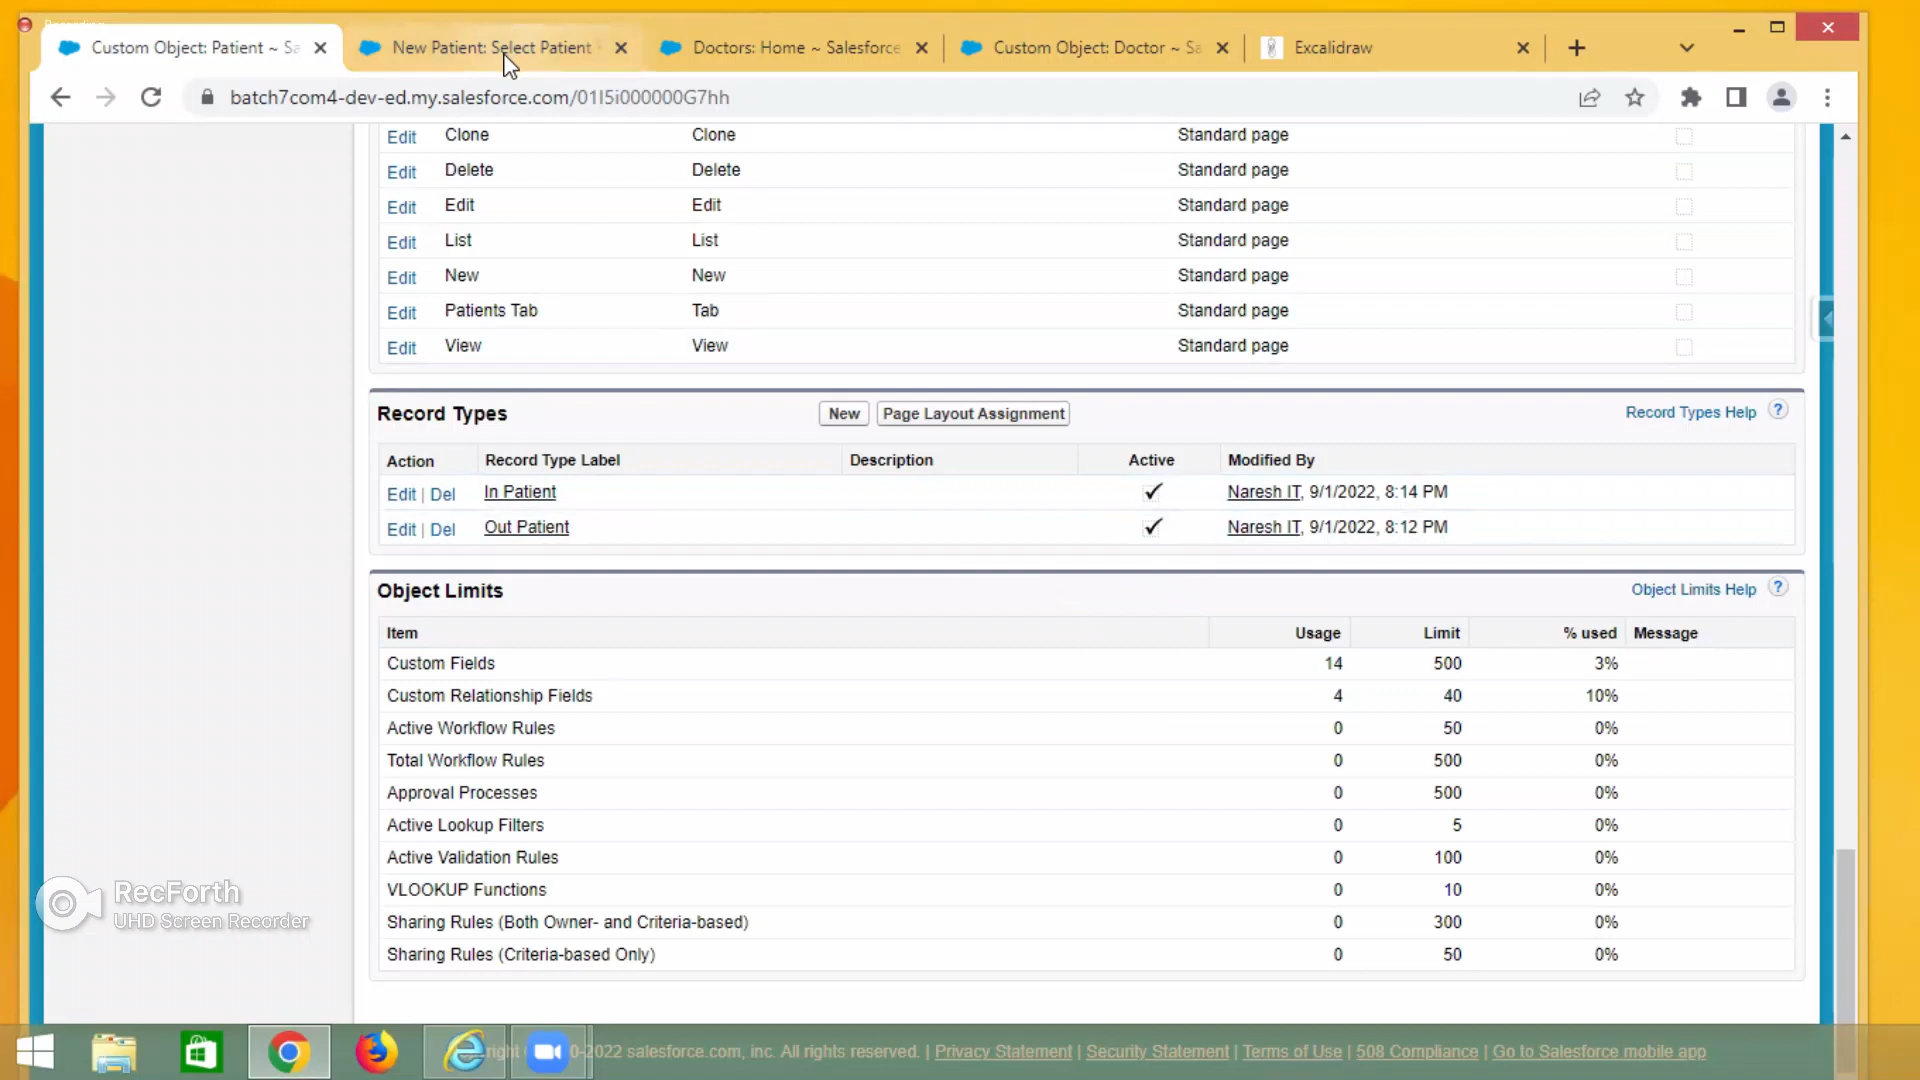 Recording
Custom Object: Patient ~ Sa
New Patient: Select Patient
Doctors: Home ~ Salesforce
Custom Object: Doctor ~ Sa
Excalidraw
batch7com4-dev-ed.my.salesforce.com/01I5i000000G7hh
Edit Clone Clone Standard page
Edit Delete Delete Standard page
Edit Edit Edit Standard page
Edit List List Standard page
Edit New New Standard page
Edit Patients Tab Tab Standard page
Edit View View Standard page
Record Types New Page Layout Assignment Record Types Help ?
Action Record Type Label Description Active Modified By
Edit | Del In Patient Naresh IT, 9/1/2022, 8:14 PM
Edit | Del Out Patient Naresh IT, 9/1/2022, 8:12 PM
Object Limits Object Limits Help ?
Item Usage Limit % used Message
Custom Fields 14 500 3%
Custom Relationship Fields 4 40 10%
Active Workflow Rules 0 50 0%
Total Workflow Rules 0 500 0%
Approval Processes 0 500 0%
Active Lookup Filters 0 5 0%
Active Validation Rules 0 100 0%
VLOOKUP Functions 0 10 0%
Sharing Rules (Both Owner- and Criteria-based) 0 300 0%
Sharing Rules (Criteria-based Only) 0 50 0%
RecForth
UHD Screen Recorder
right 0-2022 salesforce.com, inc. All rights reserved. | Privacy Statement | Security Statement | Terms of Use | 508 Compliance | Go to Salesforce mobile app